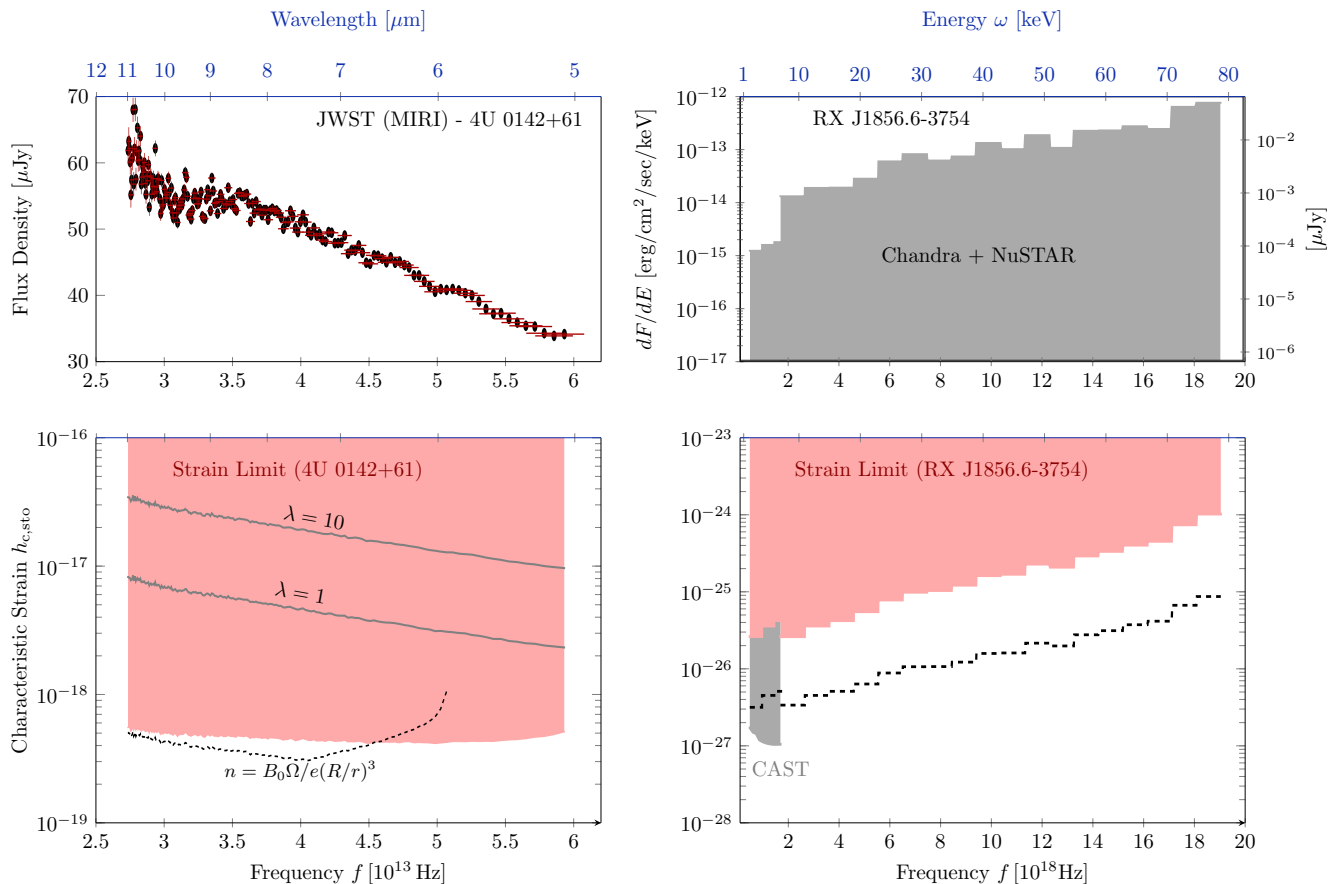 Wavelength [μm]
12 11 10 9 8 7 6 5
70
60
50
40
30
Flux Density [μJy]
JWST (MIRI) - 4U 0142+61
2.5 3 3.5 4 4.5 5 5.5 6
Energy ω [keV]
1 10 20 30 40 50 60 70 80
10⁻¹²
10⁻¹³
10⁻¹⁴
10⁻¹⁵
10⁻¹⁶
10⁻¹⁷
dF/dE [erg/cm²/sec/keV]
RX J1856.6-3754
Chandra + NuSTAR
10⁻²
10⁻³
10⁻⁴
10⁻⁵
10⁻⁶
[μJy]
2 4 6 8 10 12 14 16 18 20
10⁻¹⁶
10⁻¹⁷
10⁻¹⁸
10⁻¹⁹
Characteristic Strain h_c,sto
Strain Limit (4U 0142+61)
λ = 10
λ = 1
n = B₀Ω/e(R/r)³
2.5 3 3.5 4 4.5 5 5.5 6
Frequency f [10¹³ Hz]
10⁻²³
10⁻²⁴
10⁻²⁵
10⁻²⁶
10⁻²⁷
10⁻²⁸
Strain Limit (RX J1856.6-3754)
CAST
2 4 6 8 10 12 14 16 18 20
Frequency f [10¹⁸Hz]